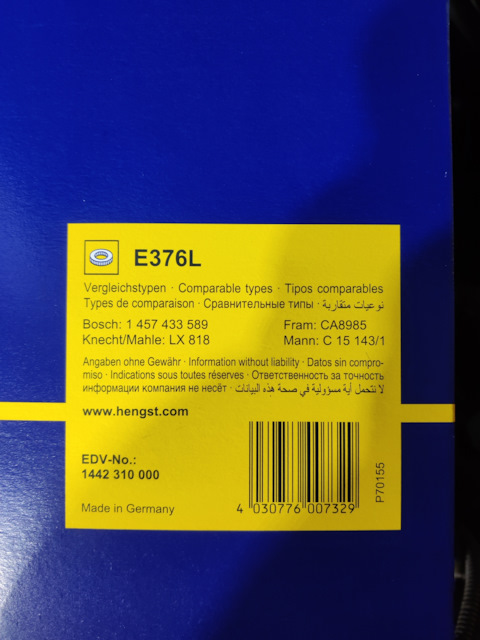 E376L
Vergleichstypen · Comparable types · Tipos comparables
Types de comparaison · Сравнительные типы · نوعيات متقاربة
Bosch: 1 457 433 589 Fram: CA8985
Knecht/Mahle: LX 818 Mann: C 15 143/1
Angaben ohne Gewähr · Information without liability · Datos sin compro-
miso · Indications sous toutes réserves · Ответственность за точность
информации компания не несёт · لا نتحمل أية مسؤولية في صحة هذه البيانات
www.hengst.com
EDV-No.:
1442 310 000
Made in Germany
4 030776 007329
P70155